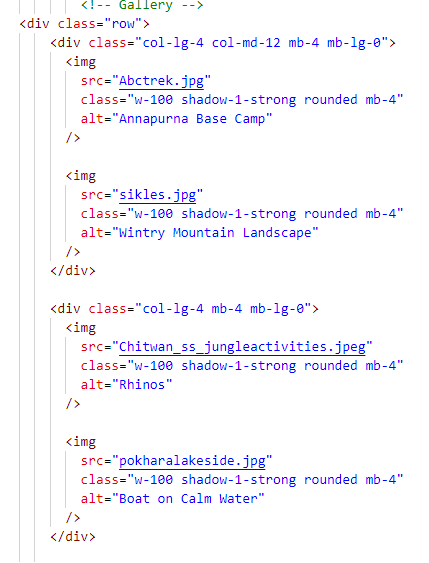 <!-- Gallery -->
<div class="row">
<div class="col-lg-4 col-md-12 mb-4 mb-lg-0">
<img
src="Abctrek.jpg"
class="w-100 shadow-1-strong rounded mb-4"
alt="Annapurna Base Camp"
/>
<img
src="sikles.jpg"
class="w-100 shadow-1-strong rounded mb-4"
alt="Wintry Mountain Landscape"
/>
</div>
<div class="col-lg-4 mb-4 mb-lg-0">
<img
src="Chitwan_ss_jungleactivities.jpeg"
class="w-100 shadow-1-strong rounded mb-4"
alt="Rhinos"
/>
<img
src="pokharalakeside.jpg"
class="w-100 shadow-1-strong rounded mb-4"
alt="Boat on Calm Water"
/>
</div>